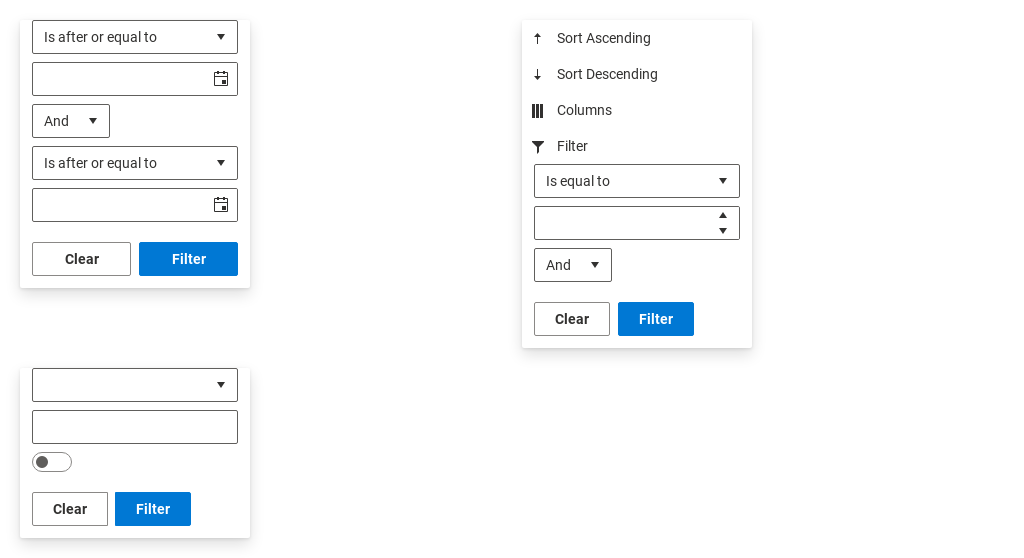 Is after or equal to
And
Is after or equal to
Clear
Filter
Sort Ascending
Sort Descending
Columns
Filter
Is equal to
And
Clear
Filter
Clear
Filter